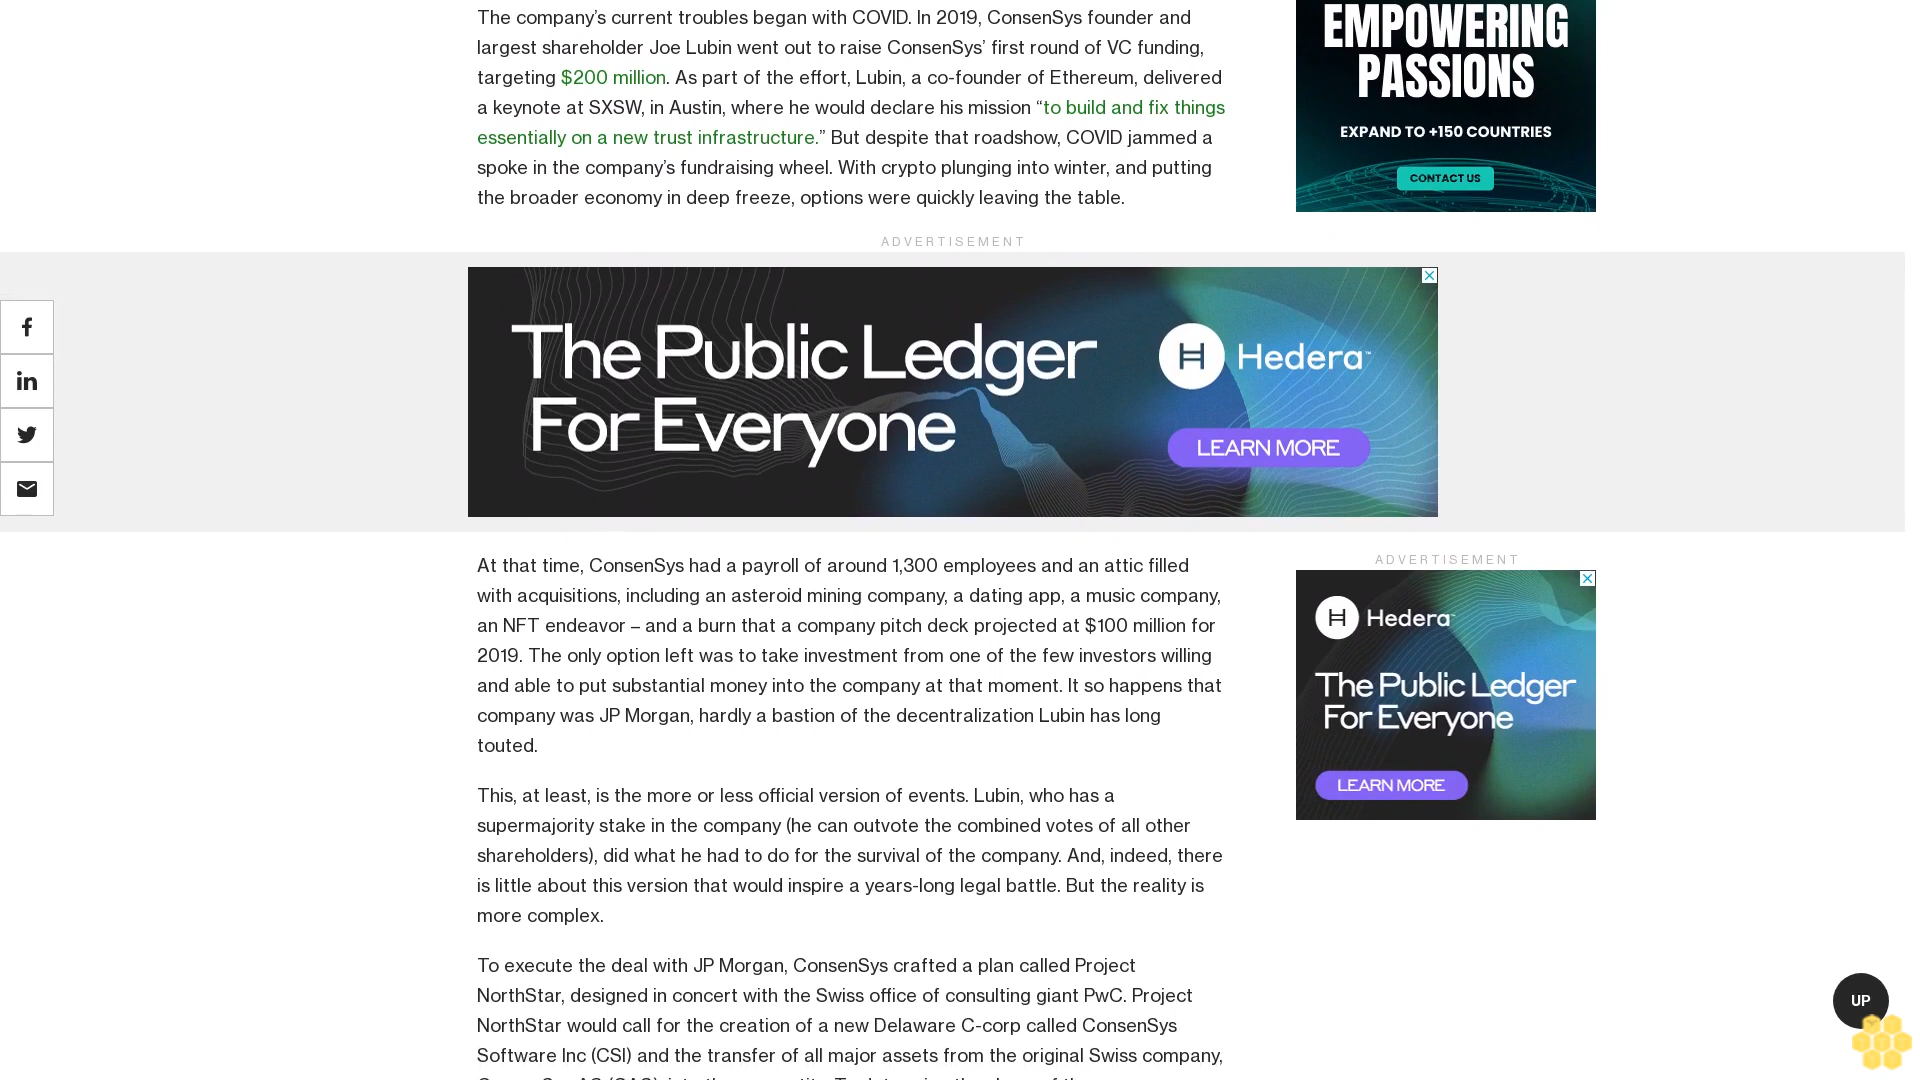 The company’s current troubles began with COVID. In 2019, ConsenSys founder and
largest shareholder Joe Lubin went out to raise ConsenSys’ first round of VC funding,
targeting $200 million. As part of the effort, Lubin, a co-founder of Ethereum, delivered
a keynote at SXSW, in Austin, where he would declare his mission “to build and fix things
essentially on a new trust infrastructure.” But despite that roadshow, COVID jammed a
spoke in the company’s fundraising wheel. With crypto plunging into winter, and putting
the broader economy in deep freeze, options were quickly leaving the table.
EMPOWERING
PASSIONS
EXPAND TO +150 COUNTRIES
CONTACT US
ADVERTISEMENT
The Public Ledger
For Everyone
H Hedera™
LEARN MORE
At that time, ConsenSys had a payroll of around 1,300 employees and an attic filled
with acquisitions, including an asteroid mining company, a dating app, a music company,
an NFT endeavor – and a burn that a company pitch deck projected at $100 million for
2019. The only option left was to take investment from one of the few investors willing
and able to put substantial money into the company at that moment. It so happens that
company was JP Morgan, hardly a bastion of the decentralization Lubin has long
touted.
This, at least, is the more or less official version of events. Lubin, who has a
supermajority stake in the company (he can outvote the combined votes of all other
shareholders), did what he had to do for the survival of the company. And, indeed, there
is little about this version that would inspire a years-long legal battle. But the reality is
more complex.
To execute the deal with JP Morgan, ConsenSys crafted a plan called Project
NorthStar, designed in concert with the Swiss office of consulting giant PwC. Project
NorthStar would call for the creation of a new Delaware C-corp called ConsenSys
Software Inc (CSI) and the transfer of all major assets from the original Swiss company,
ADVERTISEMENT
H Hedera
The Public Ledger
For Everyone
LEARN MORE
UP